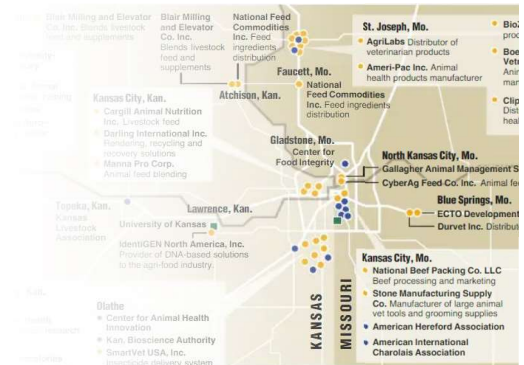 Blair Milling and Elevator
Co. Inc. Blends livestock
feed and supplements
Blair Milling
and Elevator
Co. Inc.
Blends livestock
feed and
supplements
National Feed
Commodities
Inc. Feed
ingredients
distribution
St. Joseph, Mo.
AgriLabs Distributor of
veterinarian products
Ameri-Pac Inc. Animal
health products manufacturer
Atchison, Kan.
Faucett, Mo.
National
Feed Commodities
Inc. Feed ingredients
distribution
Kansas City, Kan.
Cargill Animal Nutrition
Inc. Livestock feed
Darling International Inc.
Rendering, recycling and
recovery solutions
Manna Pro Corp.
Animal feed blending
Gladstone, Mo.
Center for
Food Integrity
North Kansas City, Mo.
Gallagher Animal Management S
CyberAg Feed Co. Inc. Animal fee
Blue Springs, Mo.
ECTO Development
Durvet Inc. Distribut
Topeka, Kan.
Kansas
Livestock
Association
Lawrence, Kan.
University of Kansas
IdentiGEN North America, Inc.
Provider of DNA-based solutions
to the agri-food industry.
Kansas City, Mo.
National Beef Packing Co. LLC
Beef processing and marketing
Stone Manufacturing Supply
Co. Manufacturer of large animal
vet tools and grooming supplies
American Hereford Association
American International
Charolais Association
KANSAS
MISSOURI
Olathe
Center for Animal Health
Innovation
Kan. Bioscience Authority
SmartVet USA, Inc.
Insecticide delivery system